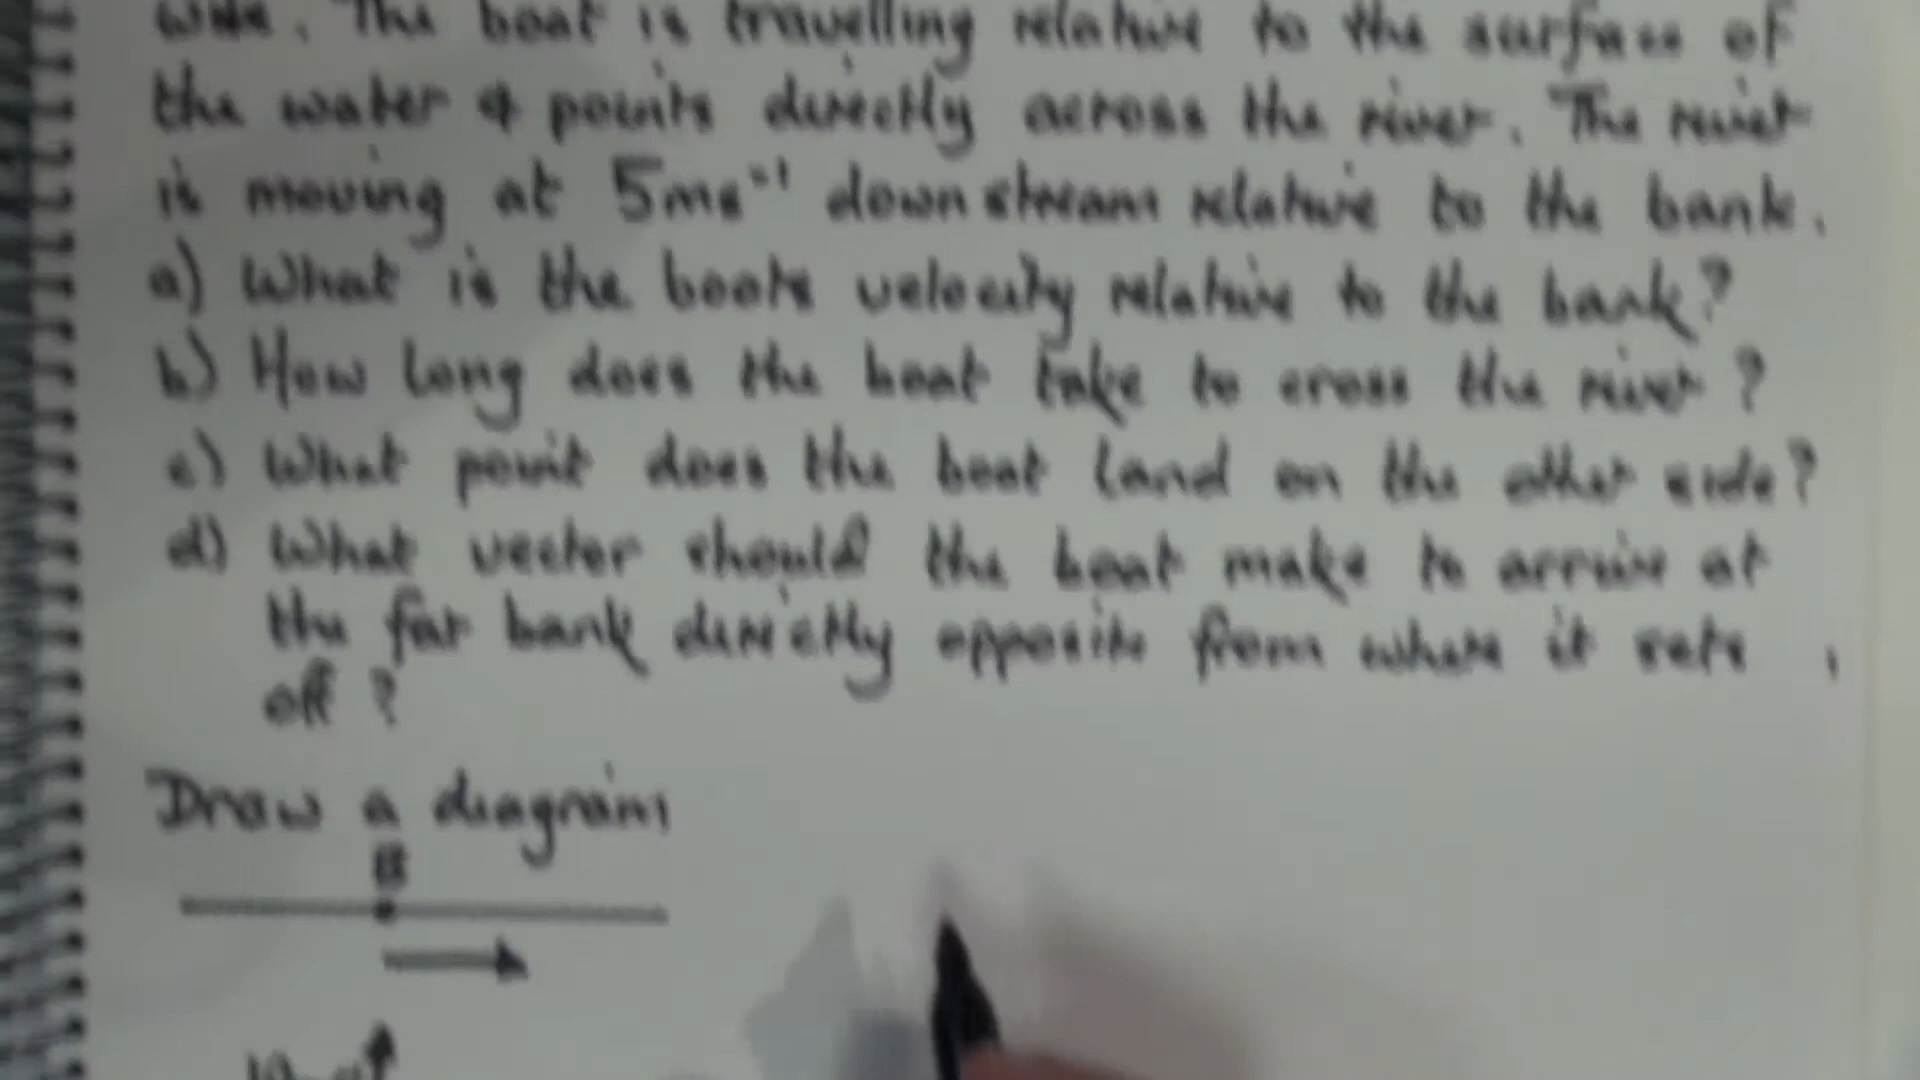 wide. The boat is travelling relative to the surface of
the water & points directly across the river. The river
is moving at 5ms⁻¹ downstream relative to the bank.
a) What is the boats velocity relative to the bank?
b) How long does the boat take to cross the river?
c) What point does the boat land on the other side?
d) What vector should the boat make to arrive at
the far bank directly opposite from where it sets
off?
Draw a diagram
B